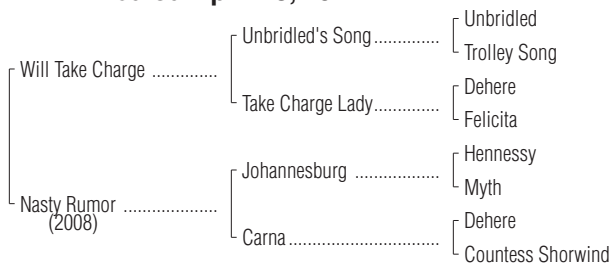 Unbridled
Unbridled's Song..............
Trolley Song
Will Take Charge ..............
Dehere
Take Charge Lady..............
Felicita
Hennessy
Johannesburg ..................
Myth
Nasty Rumor ....................
(2008)
Dehere
Carna................................
Countess Shorwind